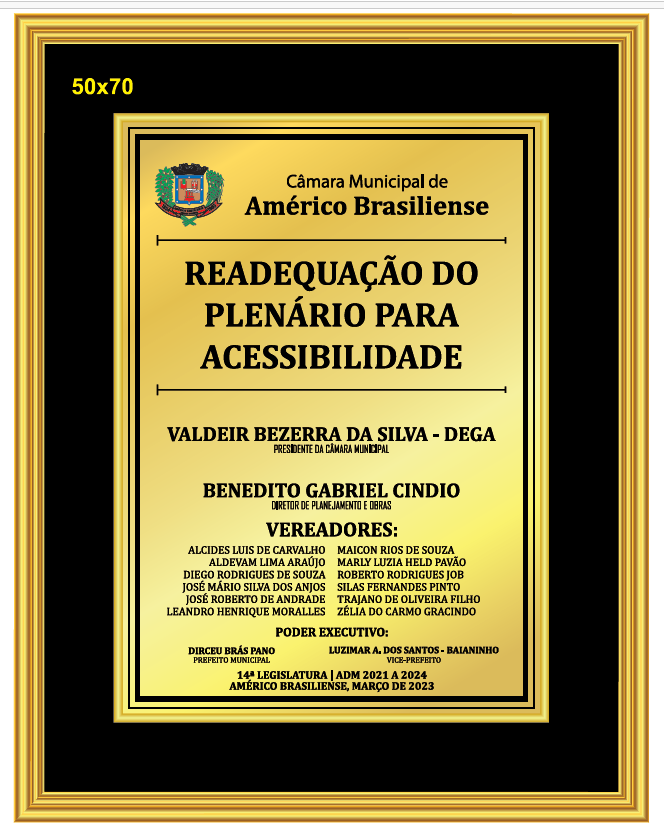 50x70
Câmara Municipal de
Américo Brasiliense
READEQUAÇÃO DO
PLENÁRIO PARA
ACESSIBILIDADE
VALDEIR BEZERRA DA SILVA - DEGA
PRESIDENTE DA CÂMARA MUNICIPAL
BENEDITO GABRIEL CINDIO
DIRETOR DE PLANEJAMENTO E OBRAS
VEREADORES:
ALCIDES LUIS DE CARVALHO MAICON RIOS DE SOUZA
ALDEVAM LIMA ARAÚJO MARLY LUZIA HELD PAVÃO
DIEGO RODRIGUES DE SOUZA ROBERTO RODRIGUES JOB
JOSÉ MÁRIO SILVA DOS ANJOS SILAS FERNANDES PINTO
JOSÉ ROBERTO DE ANDRADE TRAJANO DE OLIVEIRA FILHO
LEANDRO HENRIQUE MORALLES ZÉLIA DO CARMO GRACINDO
PODER EXECUTIVO:
DIRCEU BRÁS PANO LUZIMAR A. DOS SANTOS - BAIANINHO
PREFEITO MUNICIPAL VICE-PREFEITO
14ª LEGISLATURA | ADM 2021 A 2024
AMÉRICO BRASILIENSE, MARÇO DE 2023